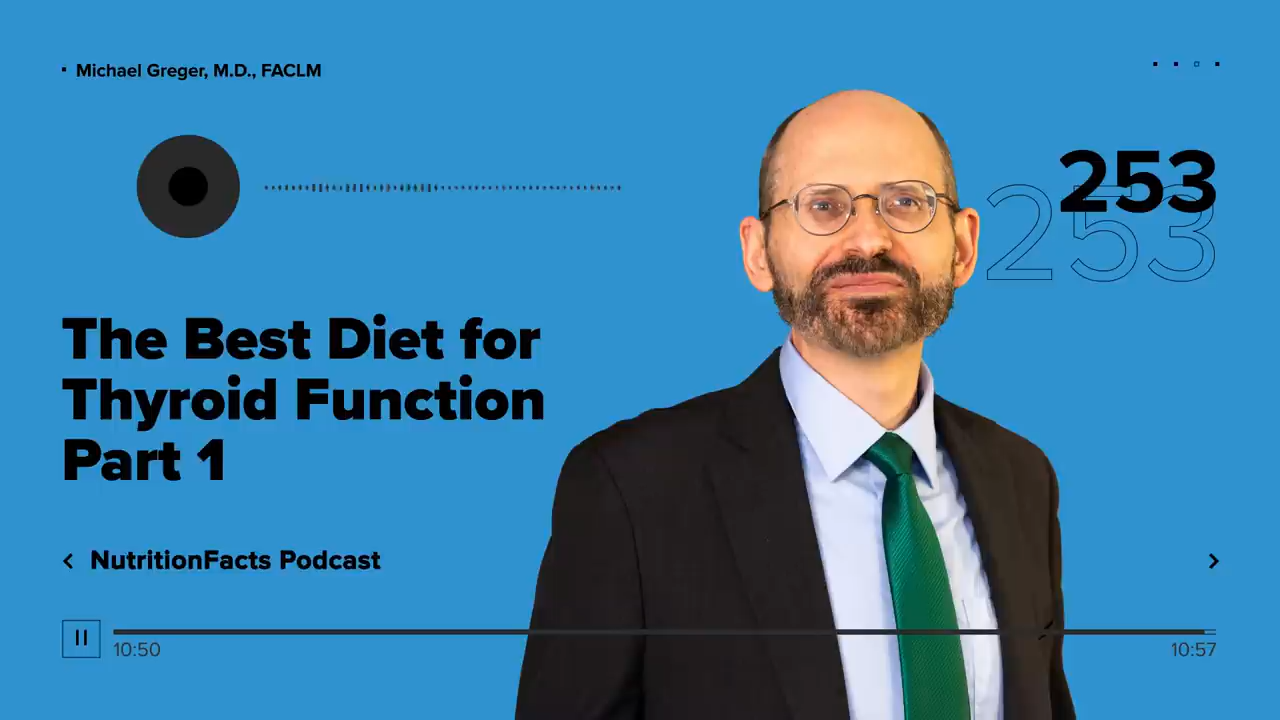 Michael Greger, M.D., FACLM
253
253
The Best Diet for
Thyroid Function
Part 1
NutritionFacts Podcast
10:50
10:57